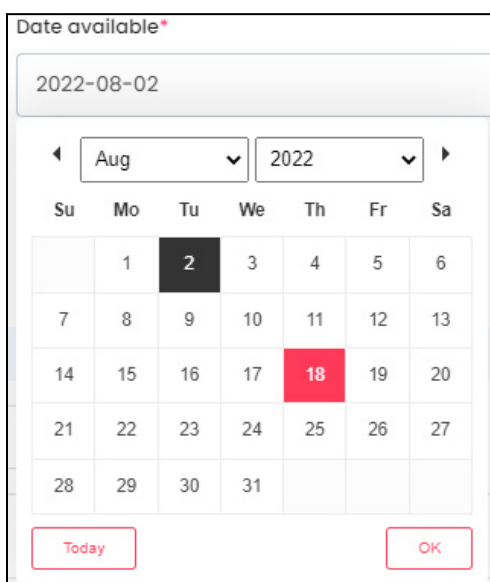 Date available*
2022-08-02
Aug 2022
Su Mo Tu We Th Fr Sa
1 2 3 4 5 6
7 8 9 10 11 12 13
14 15 16 17 18 19 20
21 22 23 24 25 26 27
28 29 30 31
Today OK